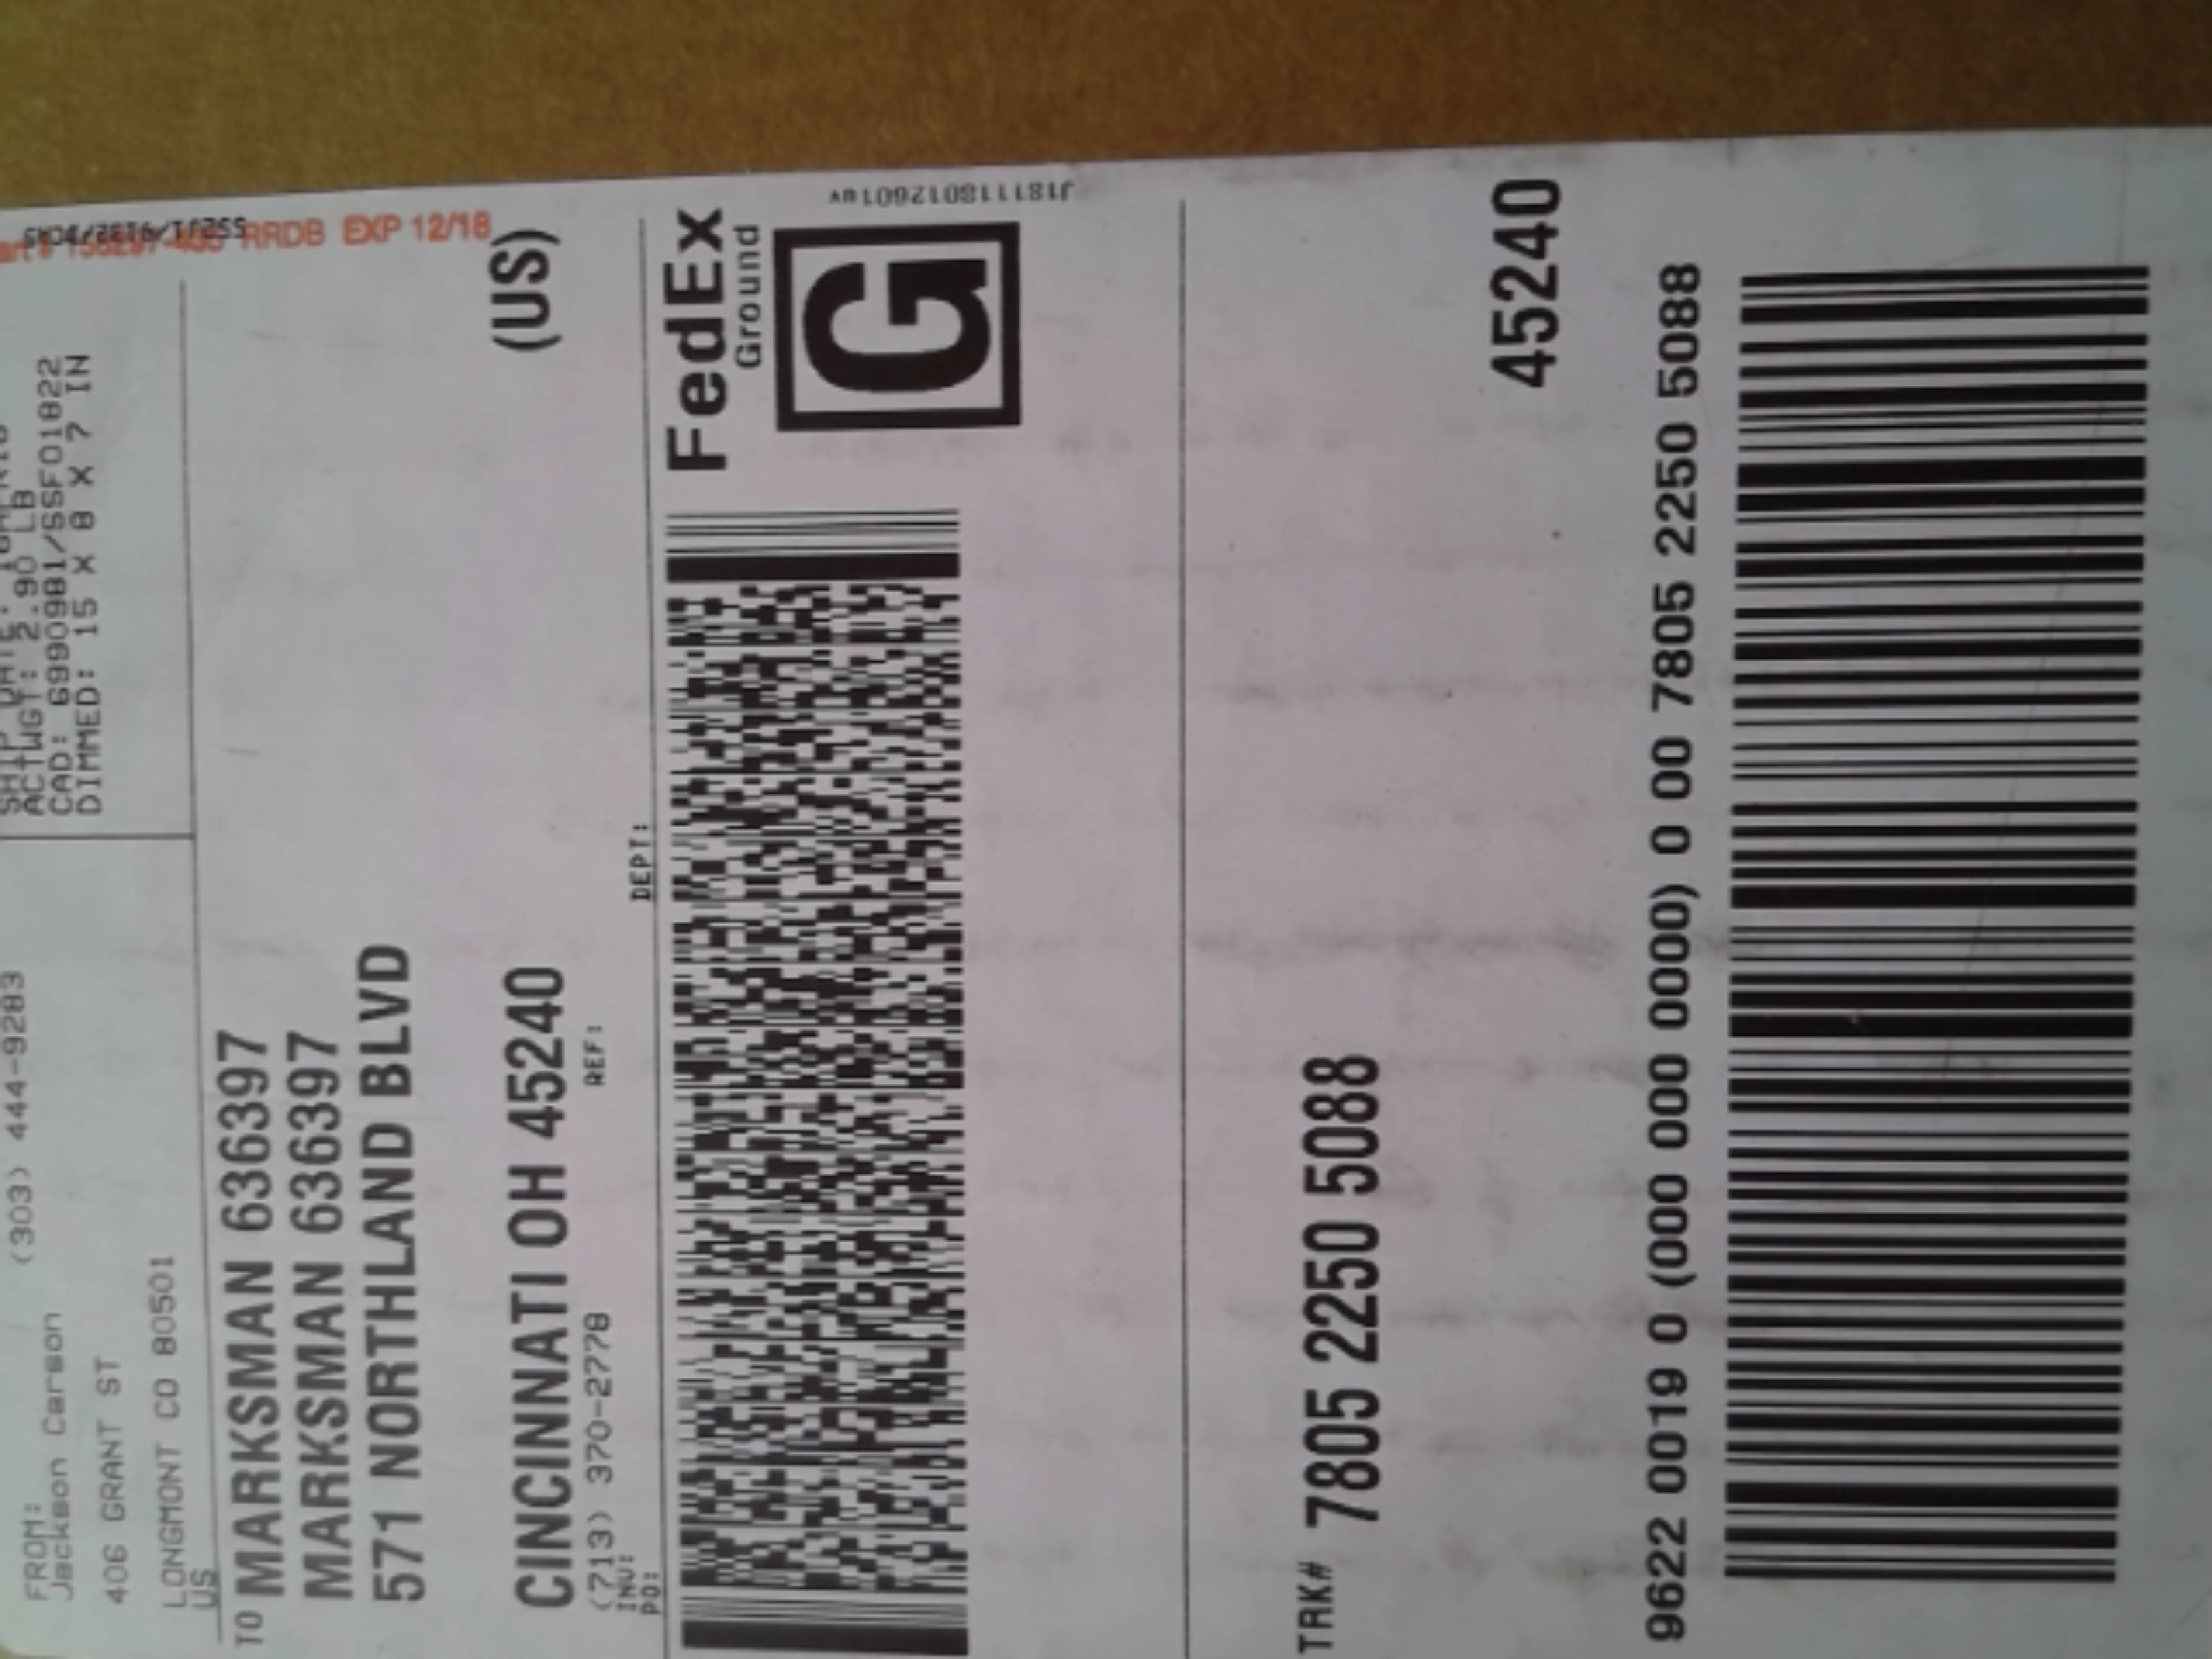 FROM:
(303) 444-9283
Jackson Carson
406 GRANT ST
LONGMONT CO 80501
US
ACTWGT: 2.90 LB
CAD: 6990981/SSF01822
DIMMED: 15 X 8 X 7 IN
RRDB EXP 12/18
TO MARKSMAN 636397
MARKSMAN 636397
571 NORTHLAND BLVD
CINCINNATI OH 45240
(US)
(713) 370-2778
REF:
INV:
PO:
DEPT:
FedEx
Ground
G
J181118012601uv
TRK# 7805 2250 5088
45240
9622 0019 0 (000 000 0000) 0 00 7805 2250 5088